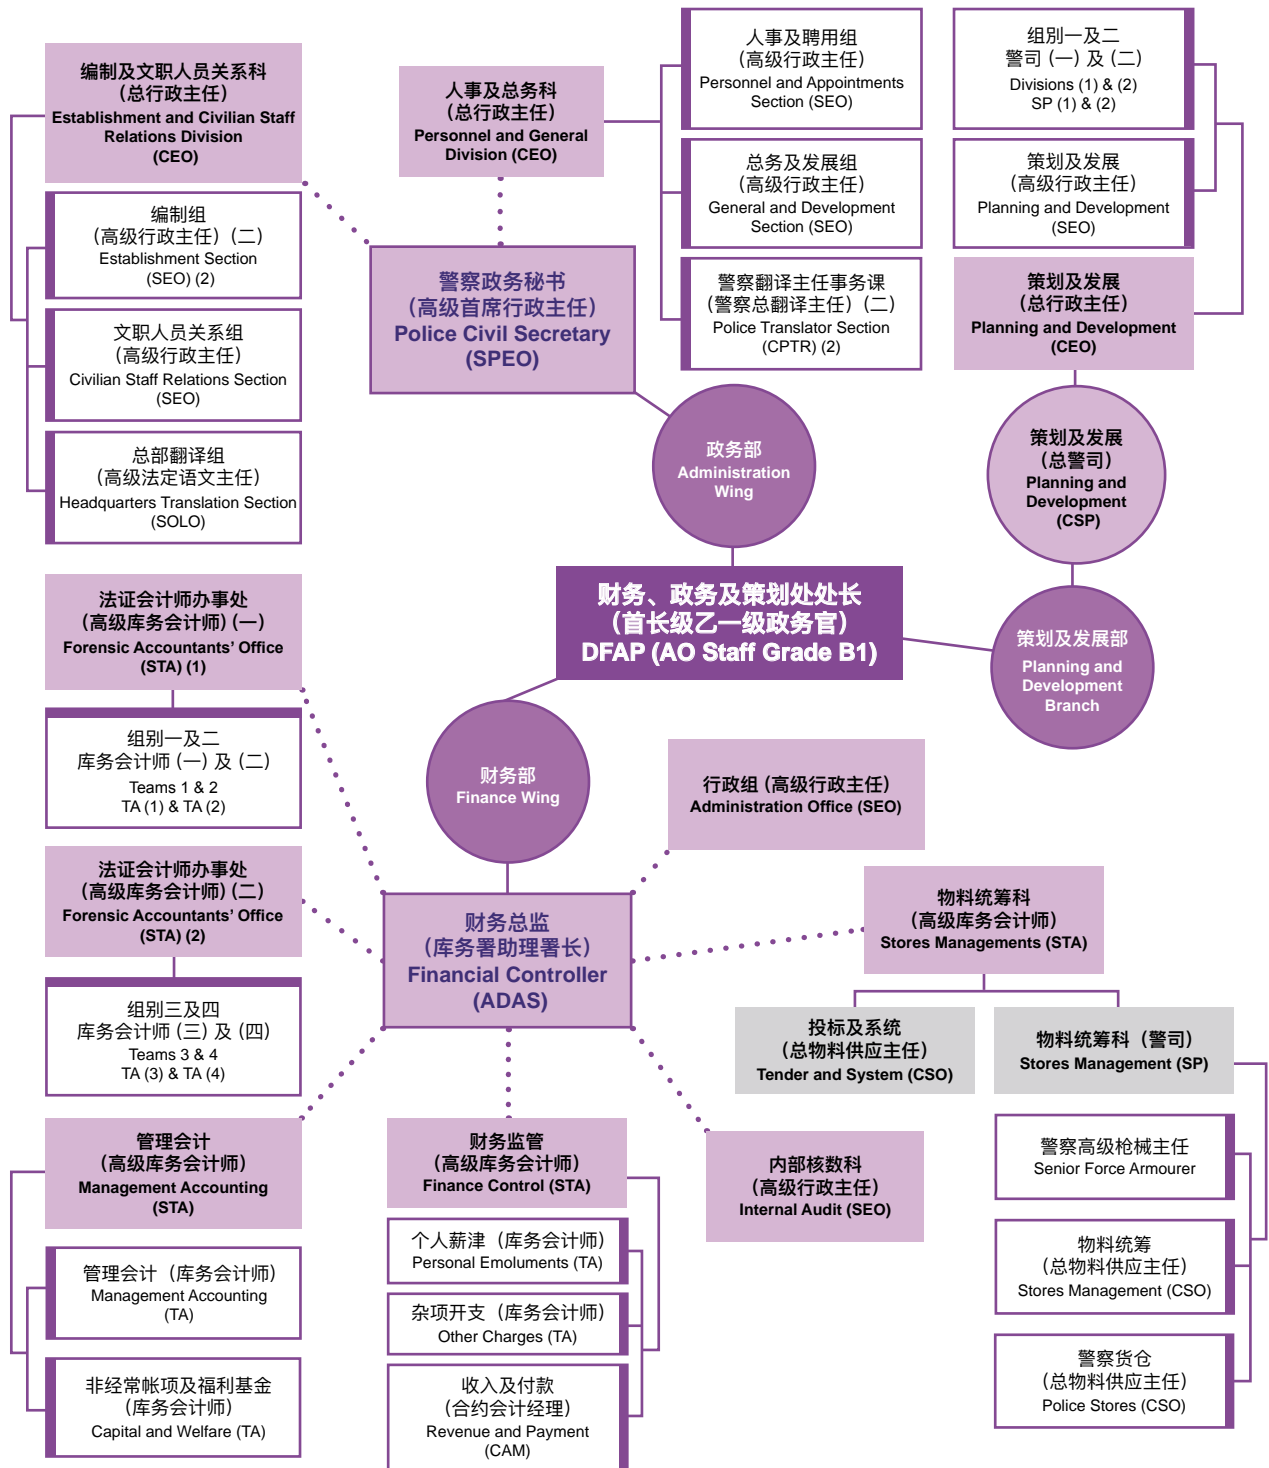 编制及文职人员关系科
(总行政主任)
Establishment and Civilian Staff
Relations Division
(CEO)
编制组
(高级行政主任) (二)
Establishment Section
(SEO) (2)
文职人员关系组
(高级行政主任)
Civilian Staff Relations Section
(SEO)
总部翻译组
(高级法定语文主任)
Headquarters Translation Section
(SOLO)
人事及总务科
(总行政主任)
Personnel and General
Division (CEO)
人事及聘用组
(高级行政主任)
Personnel and Appointments
Section (SEO)
总务及发展组
(高级行政主任)
General and Development
Section (SEO)
警察翻译主任事务课
(警察总翻译主任) (二)
Police Translator Section
(CPTR) (2)
组别一及二
警司 (一) 及 (二)
Divisions (1) & (2)
SP (1) & (2)
策划及发展
(高级行政主任)
Planning and Development
(SEO)
策划及发展
(总行政主任)
Planning and Development
(CEO)
警察政务秘书
(高级首席行政主任)
Police Civil Secretary
(SPEO)
政务部
Administration
Wing
策划及发展
(总警司)
Planning and
Development
(CSP)
财务、政务及策划处处长
(首长级乙一级政务官)
DFAP (AO Staff Grade B1)
策划及发展部
Planning and
Development
Branch
法证会计师办事处
(高级库务会计师) (一)
Forensic Accountants' Office
(STA) (1)
组别一及二
库务会计师 (一) 及 (二)
Teams 1 & 2
TA (1) & TA (2)
法证会计师办事处
(高级库务会计师) (二)
Forensic Accountants' Office
(STA) (2)
组别三及四
库务会计师 (三) 及 (四)
Teams 3 & 4
TA (3) & TA (4)
财务部
Finance Wing
行政组 (高级行政主任)
Administration Office (SEO)
财务总监
(库务署助理署长)
Financial Controller
(ADAS)
物料统筹科
(高级库务会计师)
Stores Managements (STA)
投标及系统
(总物料供应主任)
Tender and System (CSO)
物料统筹科 (警司)
Stores Management (SP)
警察高级枪械主任
Senior Force Armourer
物料统筹
(总物料供应主任)
Stores Management (CSO)
警察货仓
(总物料供应主任)
Police Stores (CSO)
管理会计
(高级库务会计师)
Management Accounting
(STA)
管理会计 (库务会计师)
Management Accounting
(TA)
非经常帐项及福利基金
(库务会计师)
Capital and Welfare (TA)
财务监管
(高级库务会计师)
Finance Control (STA)
个人薪津 (库务会计师)
Personal Emoluments (TA)
杂项开支 (库务会计师)
Other Charges (TA)
收入及付款
(合约会计经理)
Revenue and Payment
(CAM)
内部核数科
(高级行政主任)
Internal Audit (SEO)